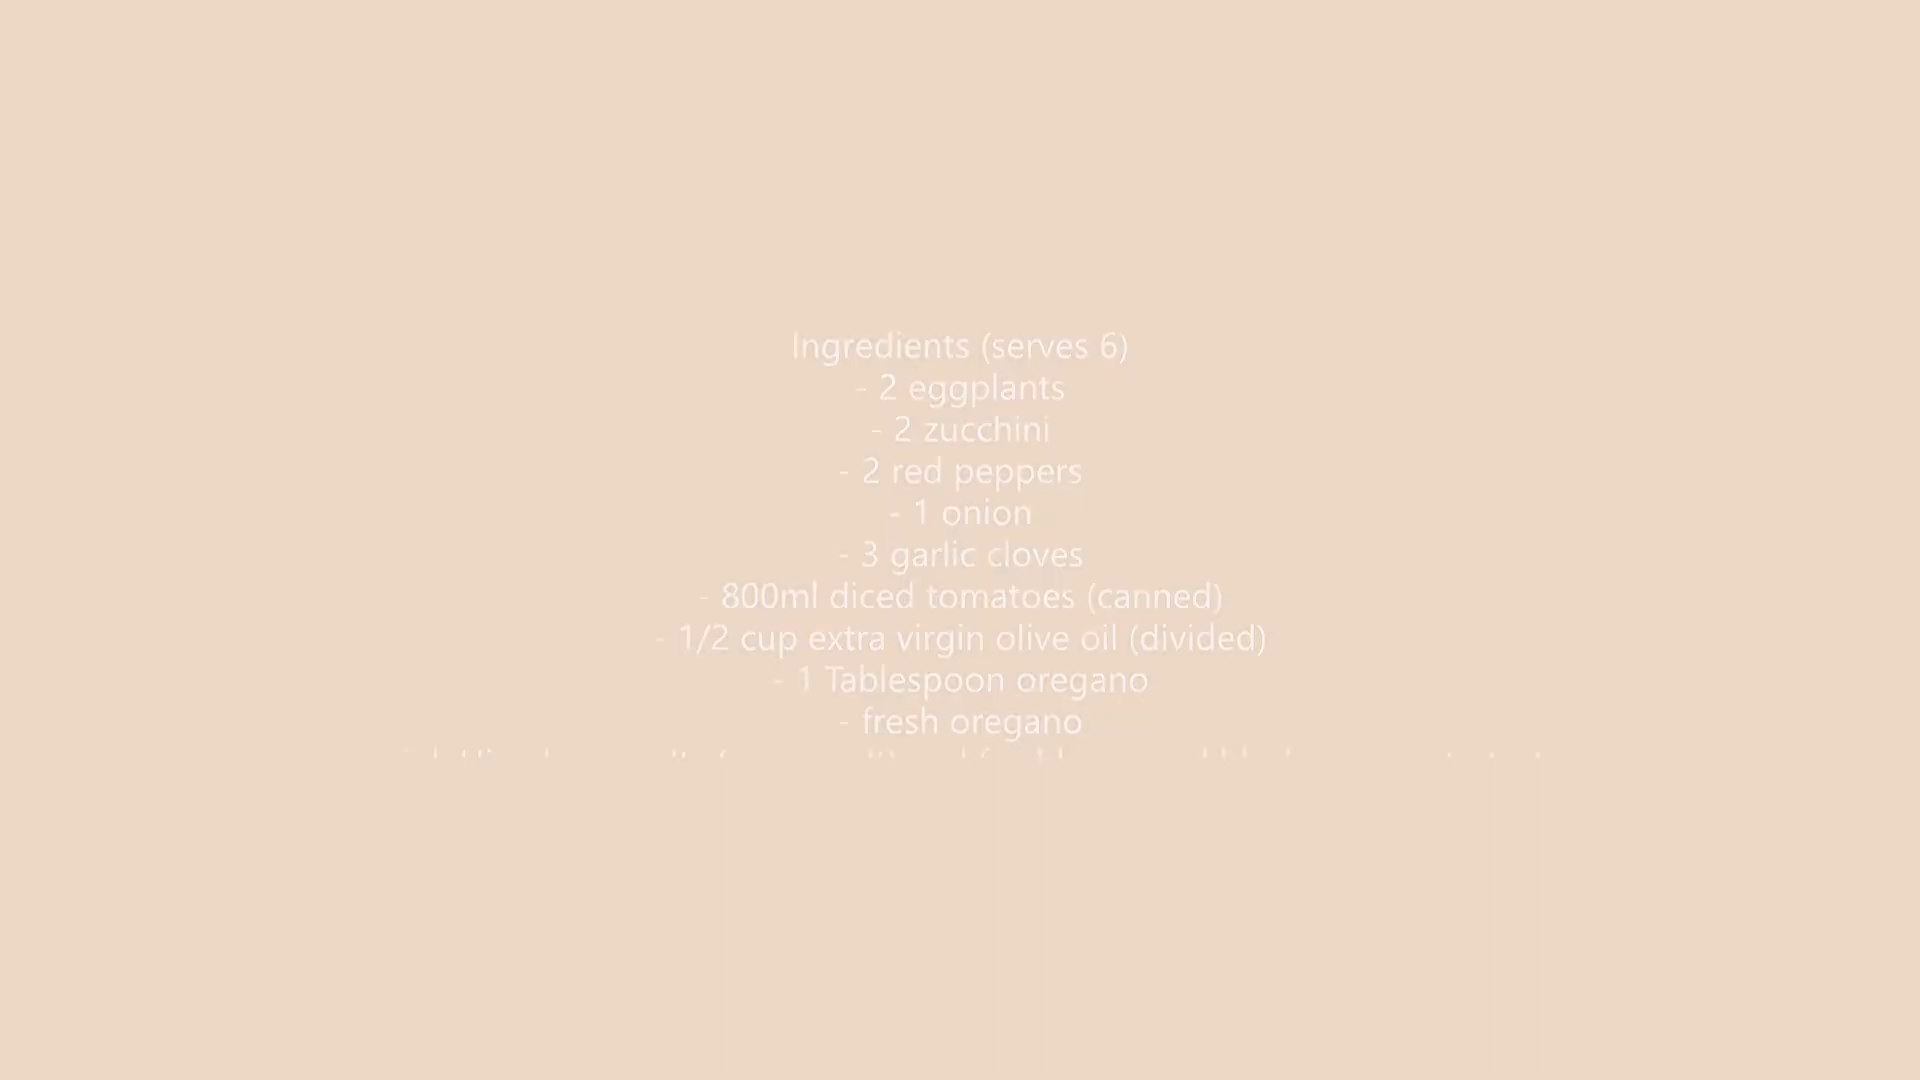 Ingredients (serves 6)
- 2 eggplants
- 2 zucchini
- 2 red peppers
- 1 onion
- 3 garlic cloves
- 800ml diced tomatoes (canned)
- 1/2 cup extra virgin olive oil (divided)
- 1 Tablespoon oregano
- fresh oregano